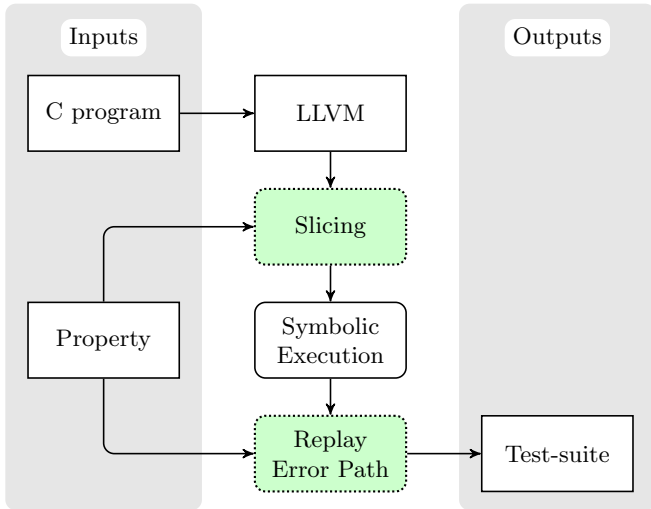 Inputs
Outputs
C program
LLVM
Slicing
Property
Symbolic
Execution
Replay
Error Path
Test-suite